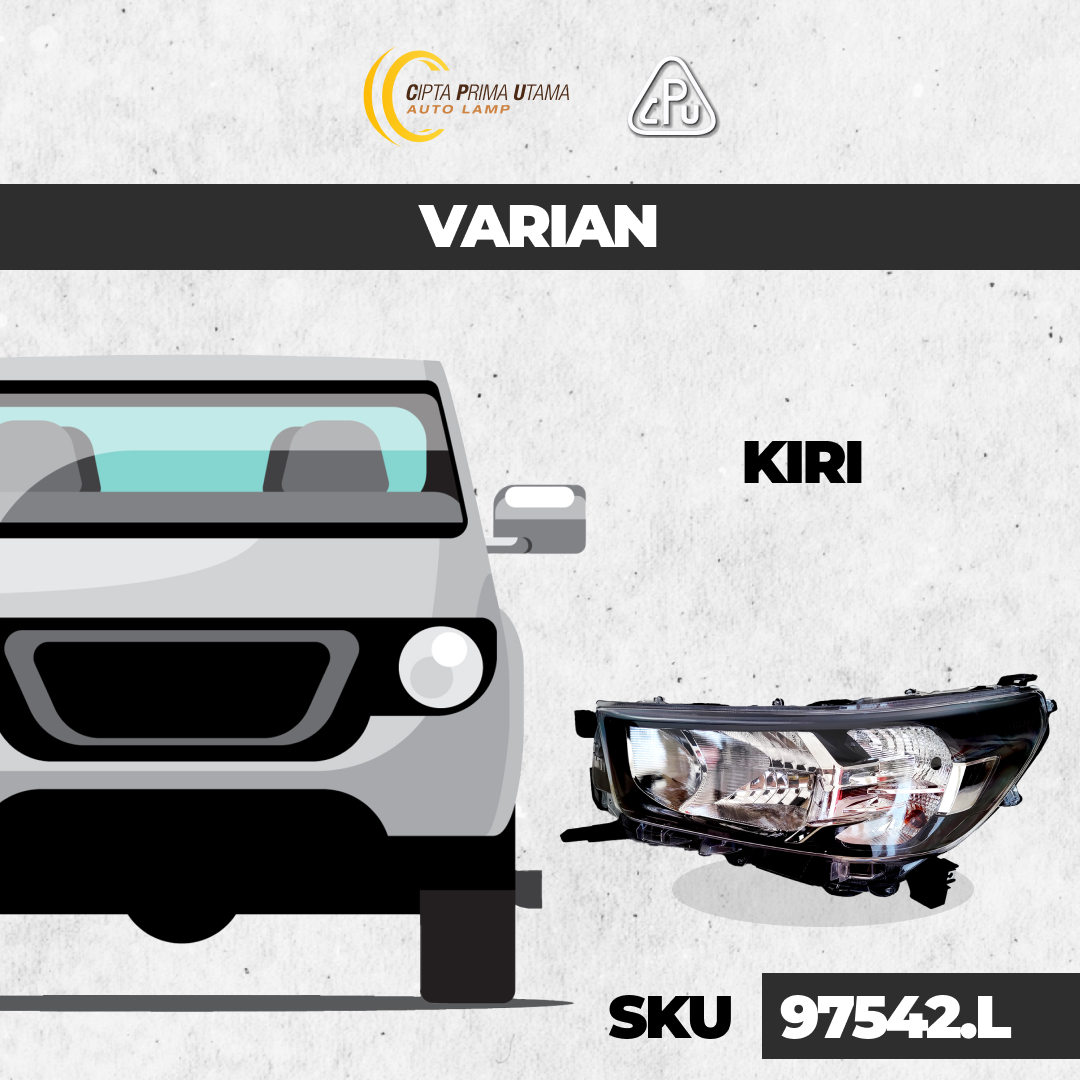 CIPTA PRIMA UTAMA
AUTO LAMP
CPU
VARIAN
KIRI
SKU 97542.L